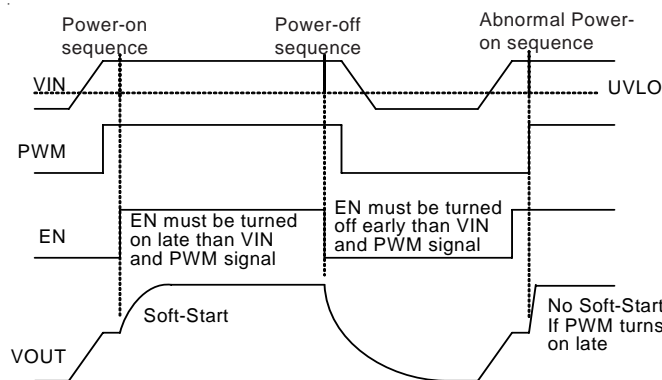 Power-on
sequence
Power-off
sequence
Abnormal Power-
on sequence
VIN
UVLO
PWM
EN
EN must be turned
on late than VIN
and PWM signal
EN must be turned
off early than VIN
and PWM signal
Soft-Start
No Soft-Start
If PWM turns
on late
VOUT